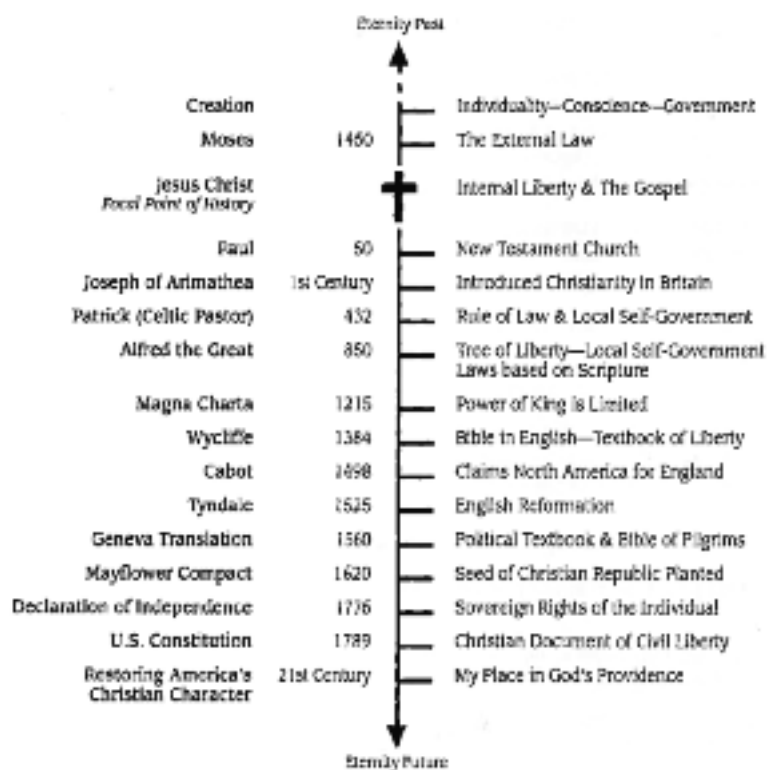 Eternity Past
Creation Individuality—Conscience—Government
Moses 1450 The External Law
Jesus Christ Internal Liberty & The Gospel
Focal Point of History
Paul 50 New Testament Church
Joseph of Arimathea 1st Century Introduced Christianity in Britain
Patrick (Celtic Pastor) 432 Rule of Law & Local Self-Government
Alfred the Great 850 Tree of Liberty—Local Self-Government
Laws based on Scripture
Magna Charta 1215 Power of King is Limited
Wycliffe 1384 Bible in English—Textbook of Liberty
Cabot 1498 Claims North America for England
Tyndale 1525 English Reformation
Geneva Translation 1560 Political Textbook & Bible of Pilgrims
Mayflower Compact 1620 Seed of Christian Republic Planted
Declaration of Independence 1776 Sovereign Rights of the Individual
U.S. Constitution 1789 Christian Document of Civil Liberty
Restoring America's 21st Century My Place in God's Providence
Christian Character
Eternity Future